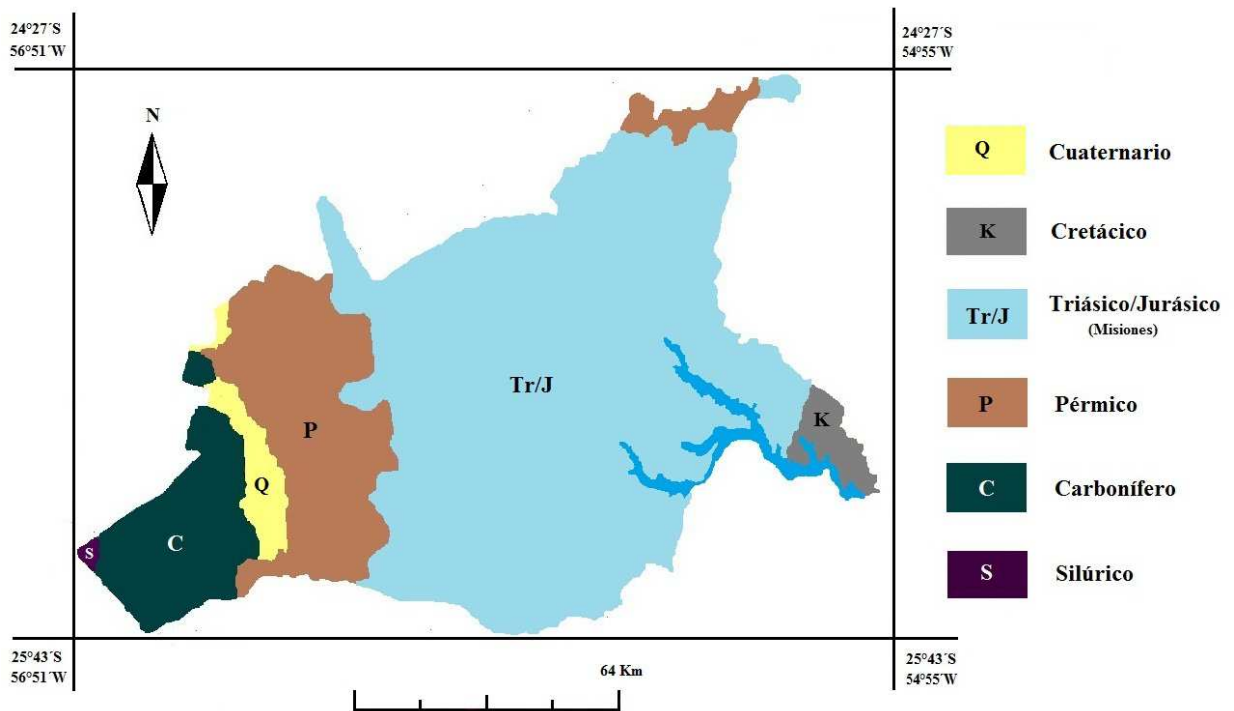 24°27´S
56°51´W
24°27´S
54°55´W
N
Q
Cuaternario
K
Cretácico
Tr/J
Triásico/Jurásico
(Misiones)
P
Pérmico
C
Carbonífero
S
Silúrico
Tr/J
K
P
Q
C
S
25°43´S
56°51´W
64 Km
25°43´S
54°55´W